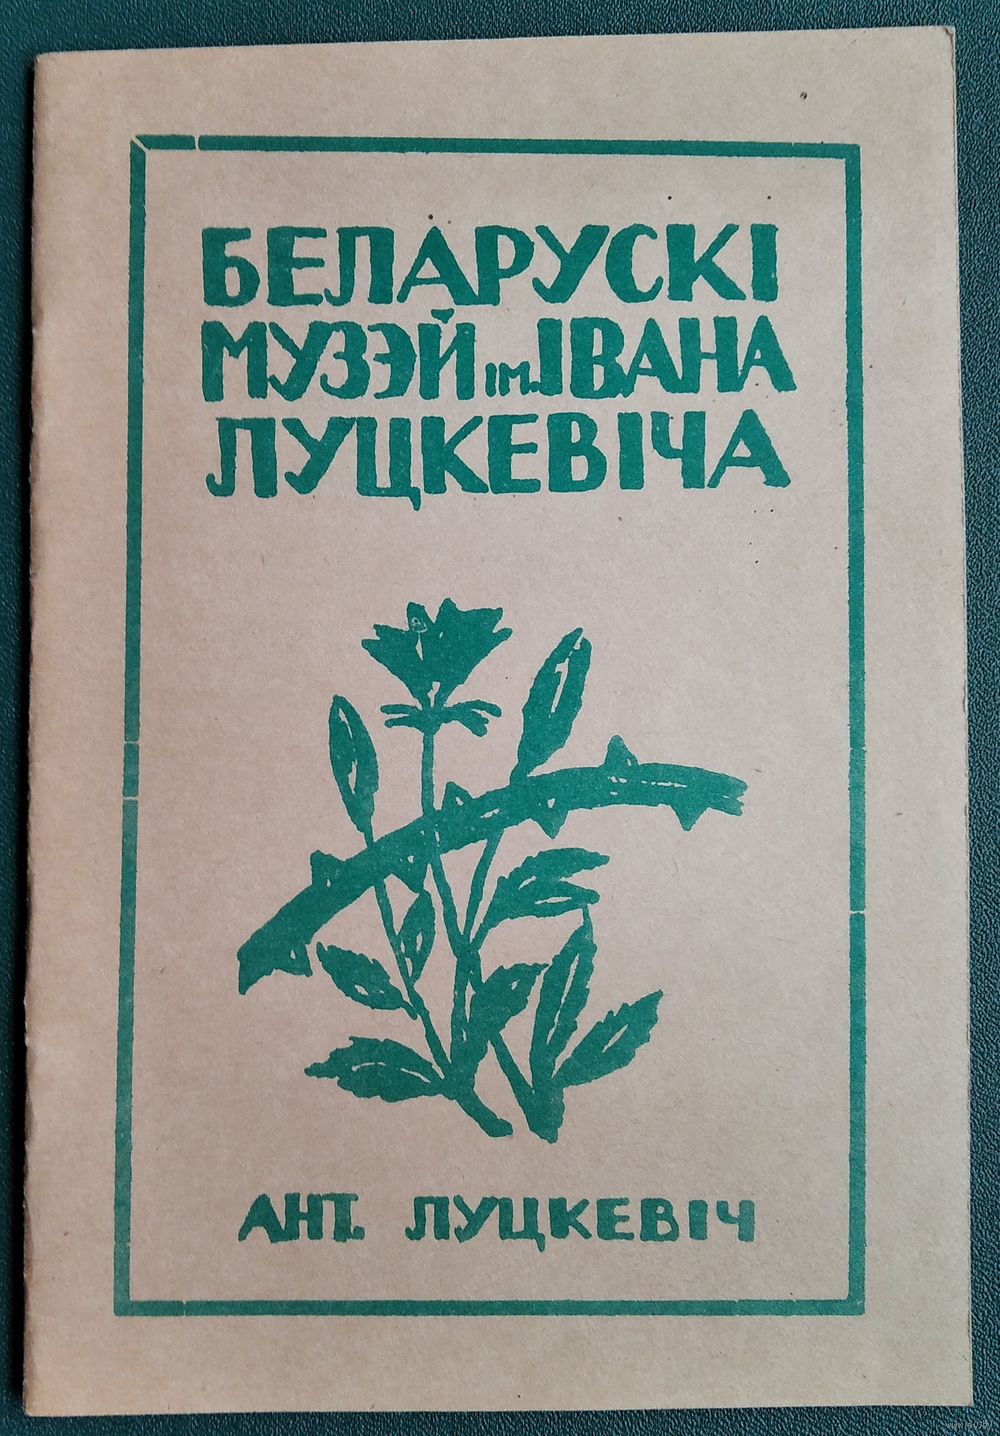 БЕЛАРУСКІ
МУЗЭЙ ІМ. ІВАНА
ЛУЦКЕВІЧА
АНТ. ЛУЦКЕВІЧ